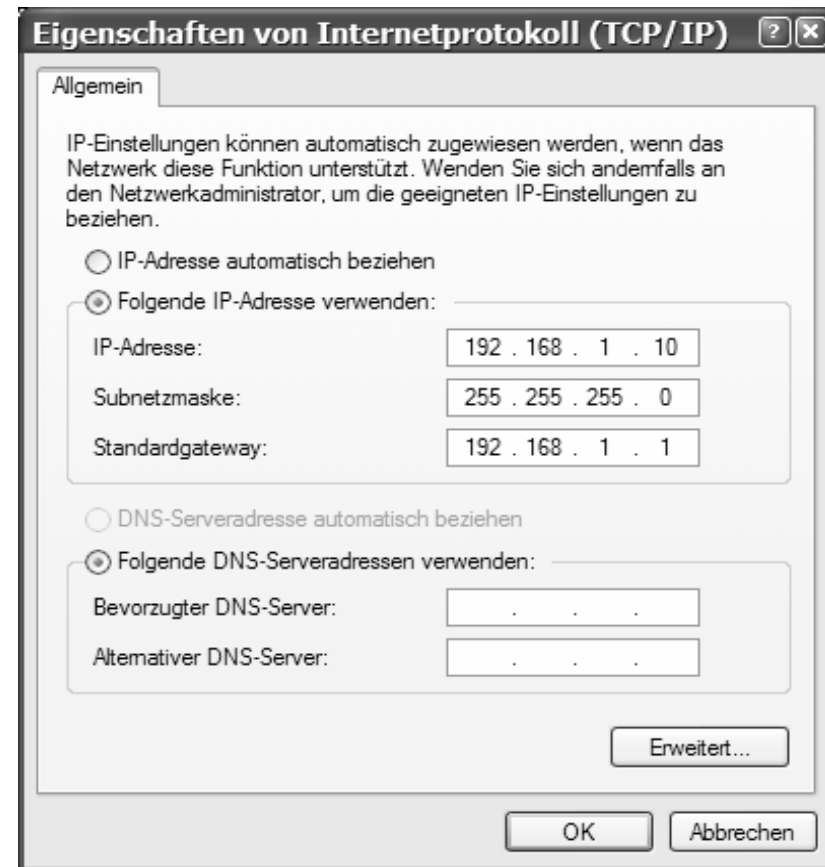 Eigenschaften von Internetprotokoll (TCP/IP)
Allgemein
IP-Einstellungen können automatisch zugewiesen werden, wenn das
Netzwerk diese Funktion unterstützt. Wenden Sie sich andernfalls an
den Netzwerkadministrator, um die geeigneten IP-Einstellungen zu
beziehen.
IP-Adresse automatisch beziehen
Folgende IP-Adresse verwenden:
IP-Adresse: 192 . 168 . 1 . 10
Subnetzmaske: 255 . 255 . 255 . 0
Standardgateway: 192 . 168 . 1 . 1
DNS-Serveradresse automatisch beziehen
Folgende DNS-Serveradressen verwenden:
Bevorzugter DNS-Server: . . .
Alternativer DNS-Server: . . .
Erweitert...
OK Abbrechen